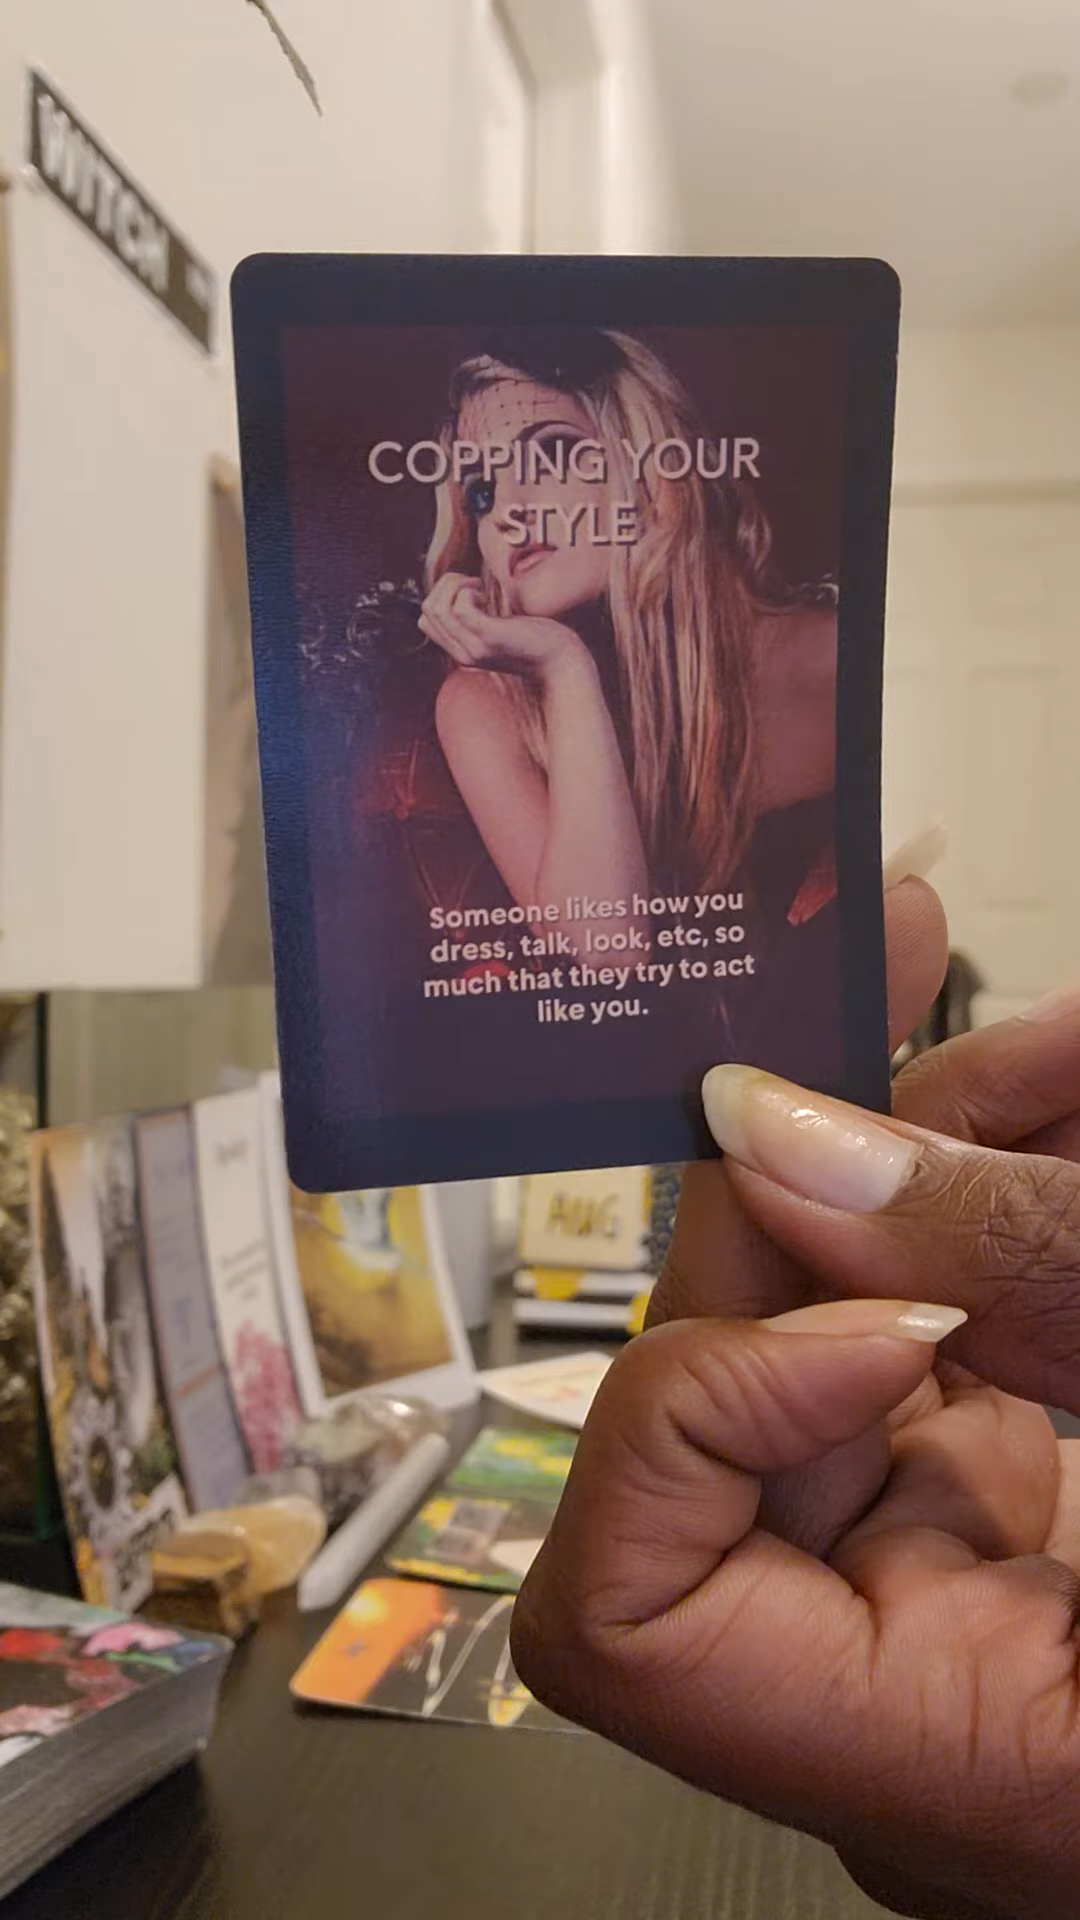 WITCH
COPPING YOUR
STYLE
Someone likes how you
dress, talk, look, etc, so
much that they try to act
like you.
AUG